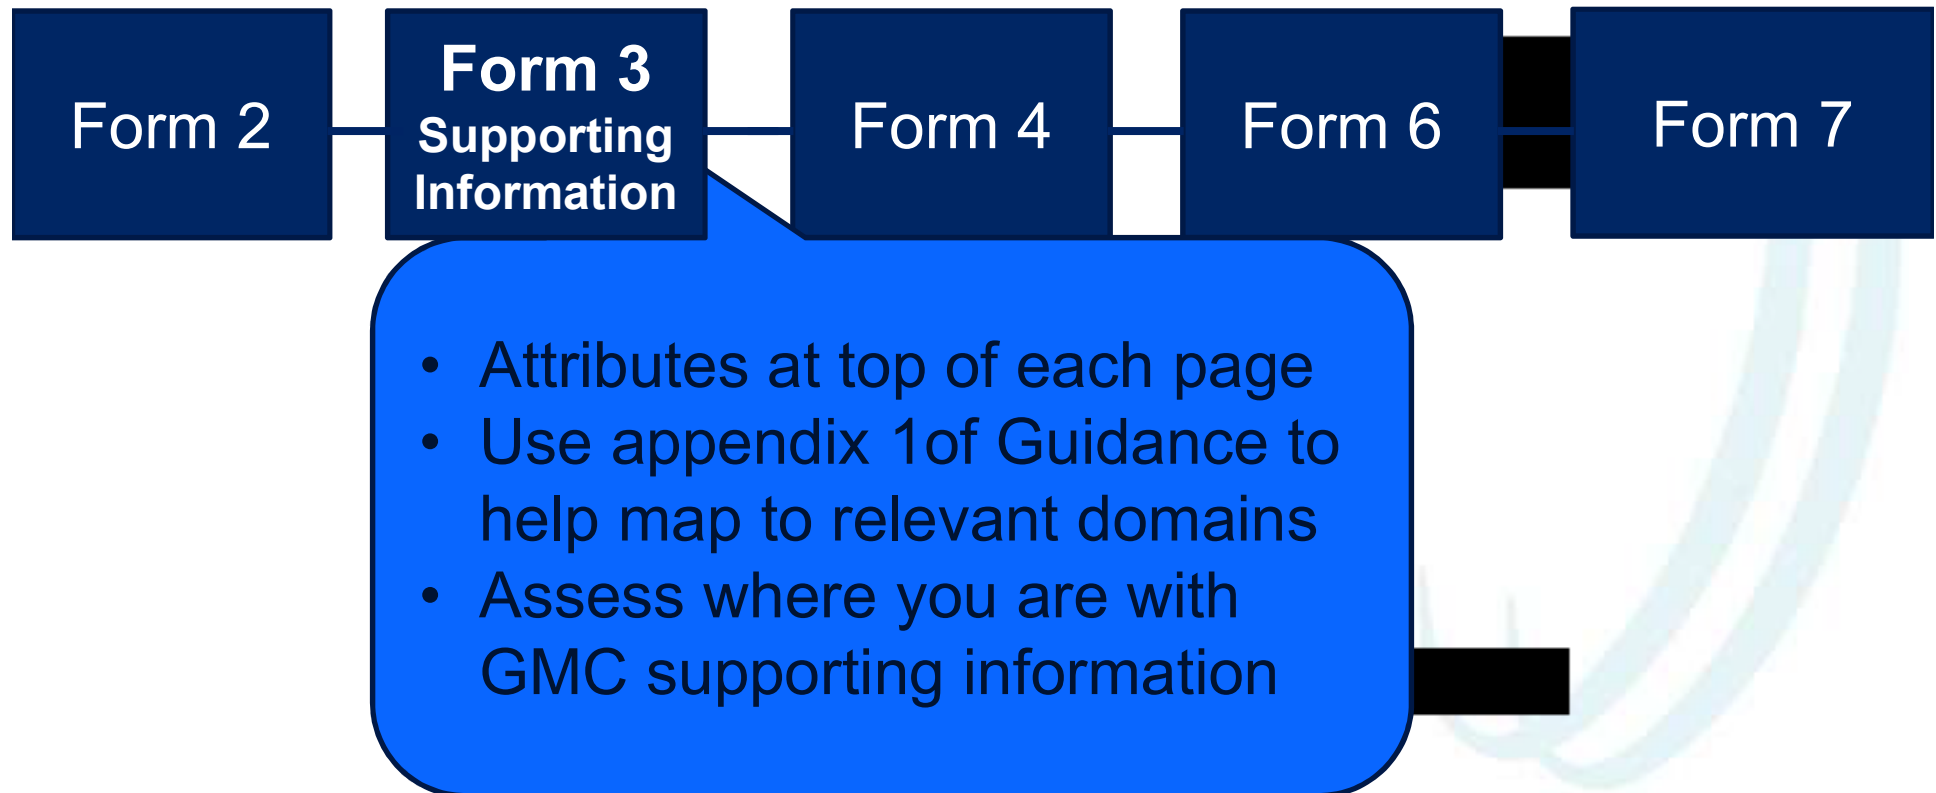 Form 2
Form 3
Supporting
Information
Form 4
Form 6
Form 7
• Attributes at top of each page
• Use appendix 1of Guidance to
help map to relevant domains
• Assess where you are with
GMC supporting information